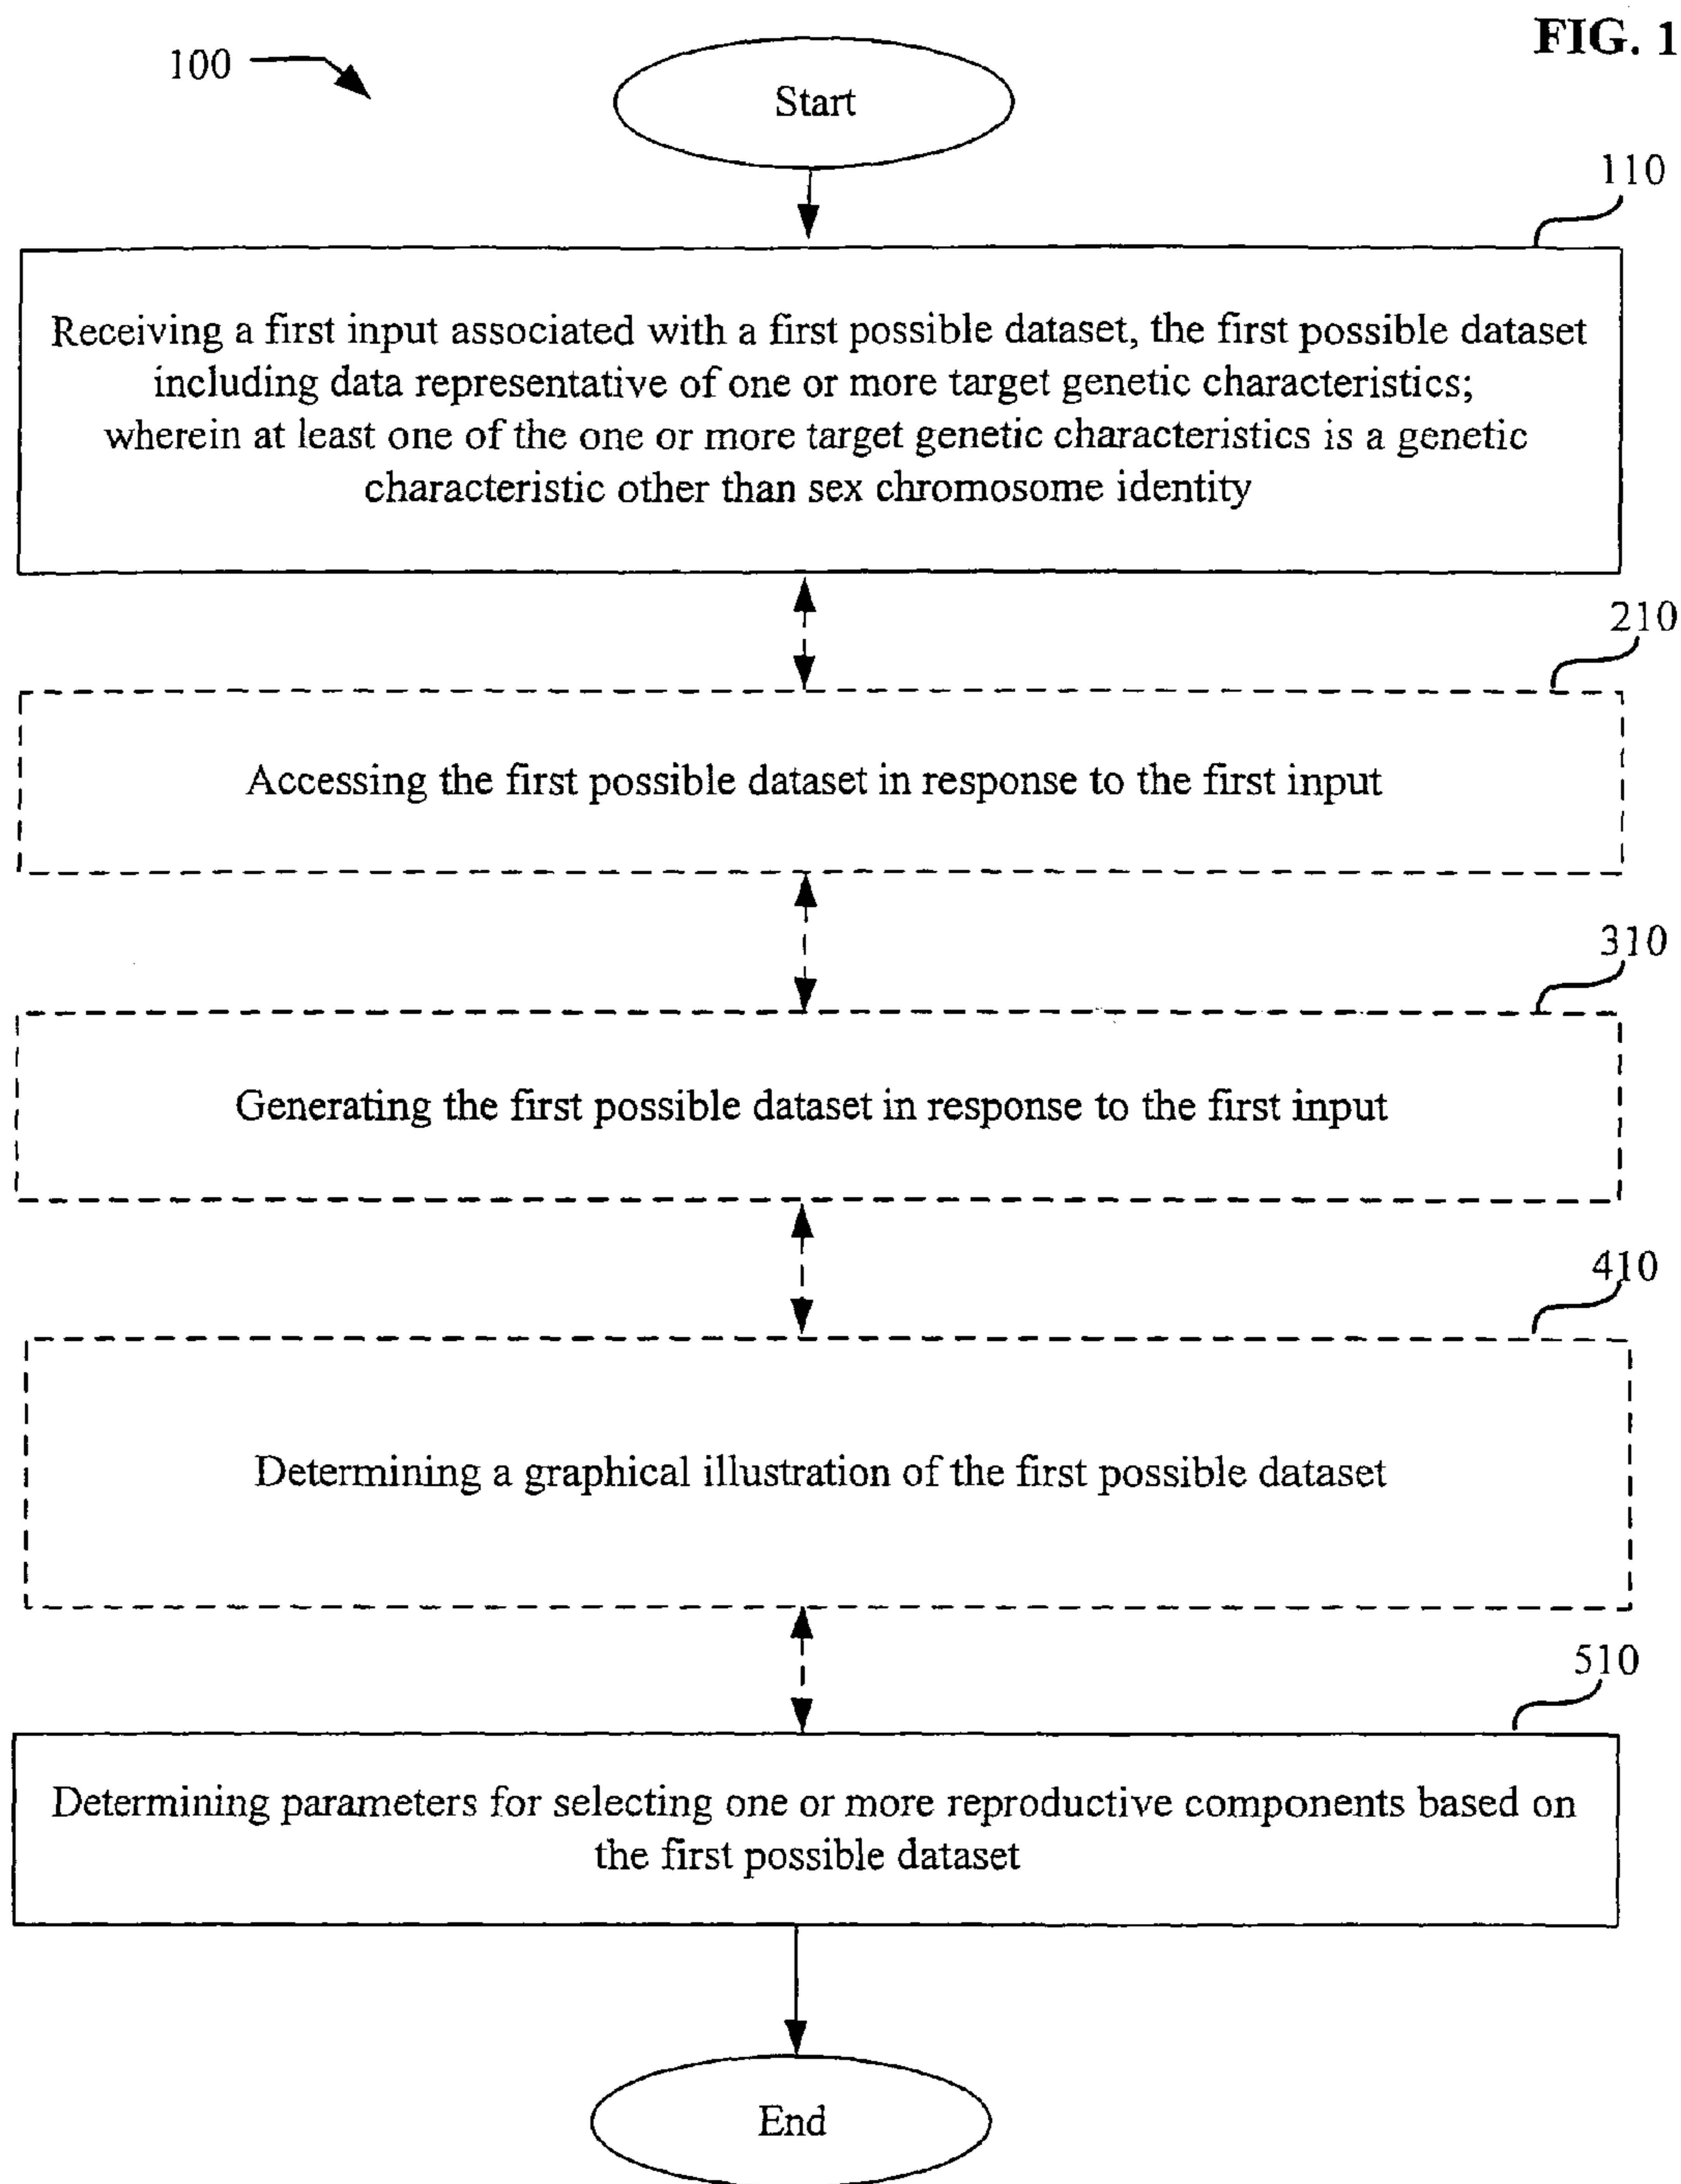 FIG. 1
100
Start
110
Receiving a first input associated with a first possible dataset, the first possible dataset
including data representative of one or more target genetic characteristics;
wherein at least one of the one or more target genetic characteristics is a genetic
characteristic other than sex chromosome identity
210
Accessing the first possible dataset in response to the first input
310
Generating the first possible dataset in response to the first input
410
Determining a graphical illustration of the first possible dataset
510
Determining parameters for selecting one or more reproductive components based on
the first possible dataset
End